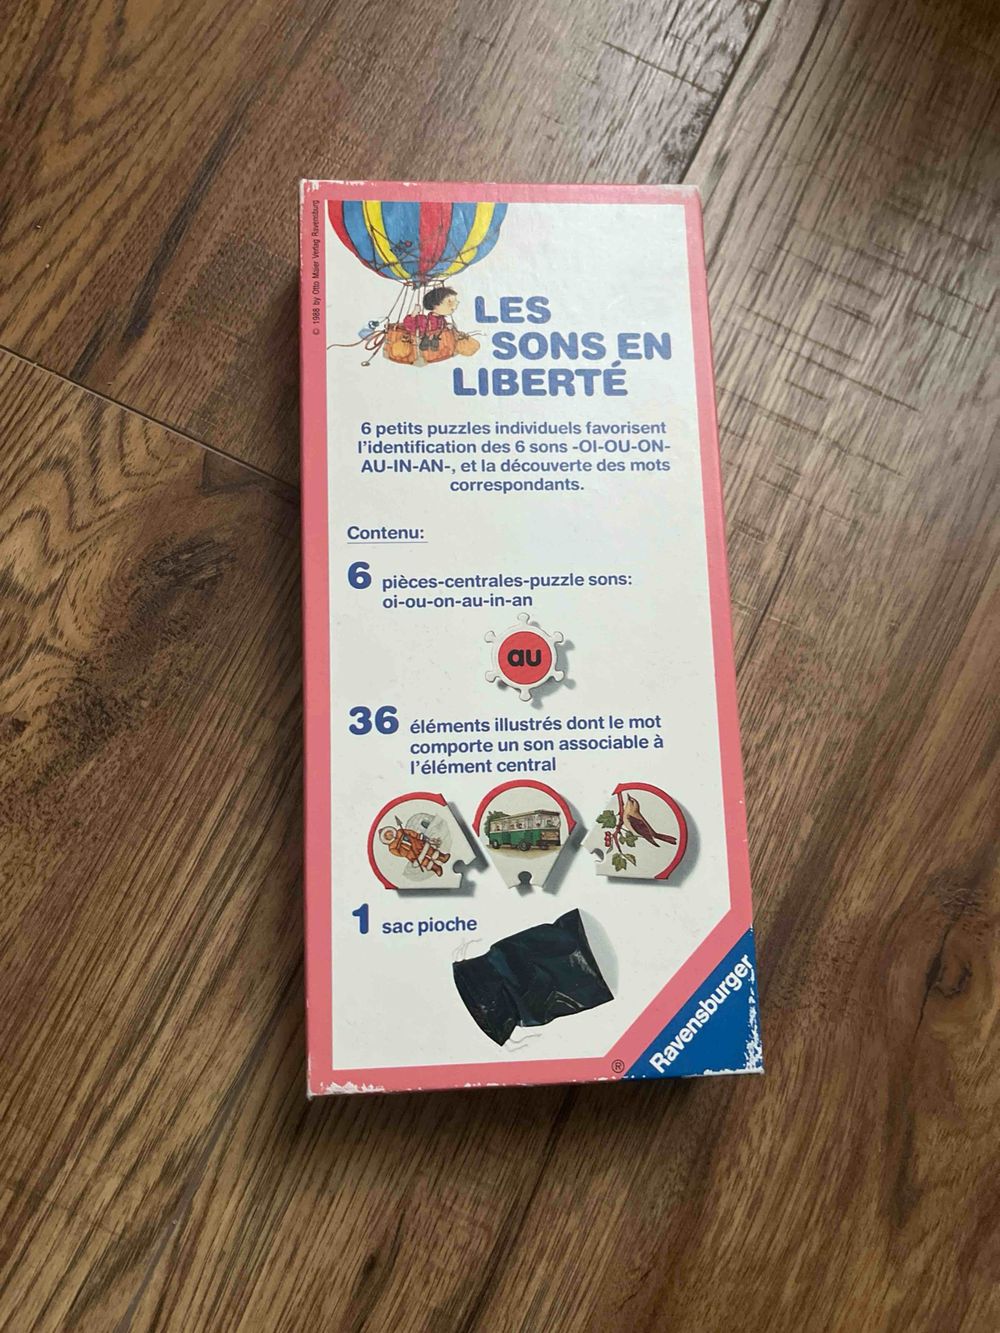 © 1988 by Otto Maier Verlag Ravensburg
LES
SONS EN
LIBERTÉ
6 petits puzzles individuels favorisent
l'identification des 6 sons -OI-OU-ON-
AU-IN-AN-, et la découverte des mots
correspondants.
Contenu:
6 pièces-centrales-puzzle sons:
oi-ou-on-au-in-an
au
36 éléments illustrés dont le mot
comporte un son associable à
l'élément central
1 sac pioche
Ravensburger
®